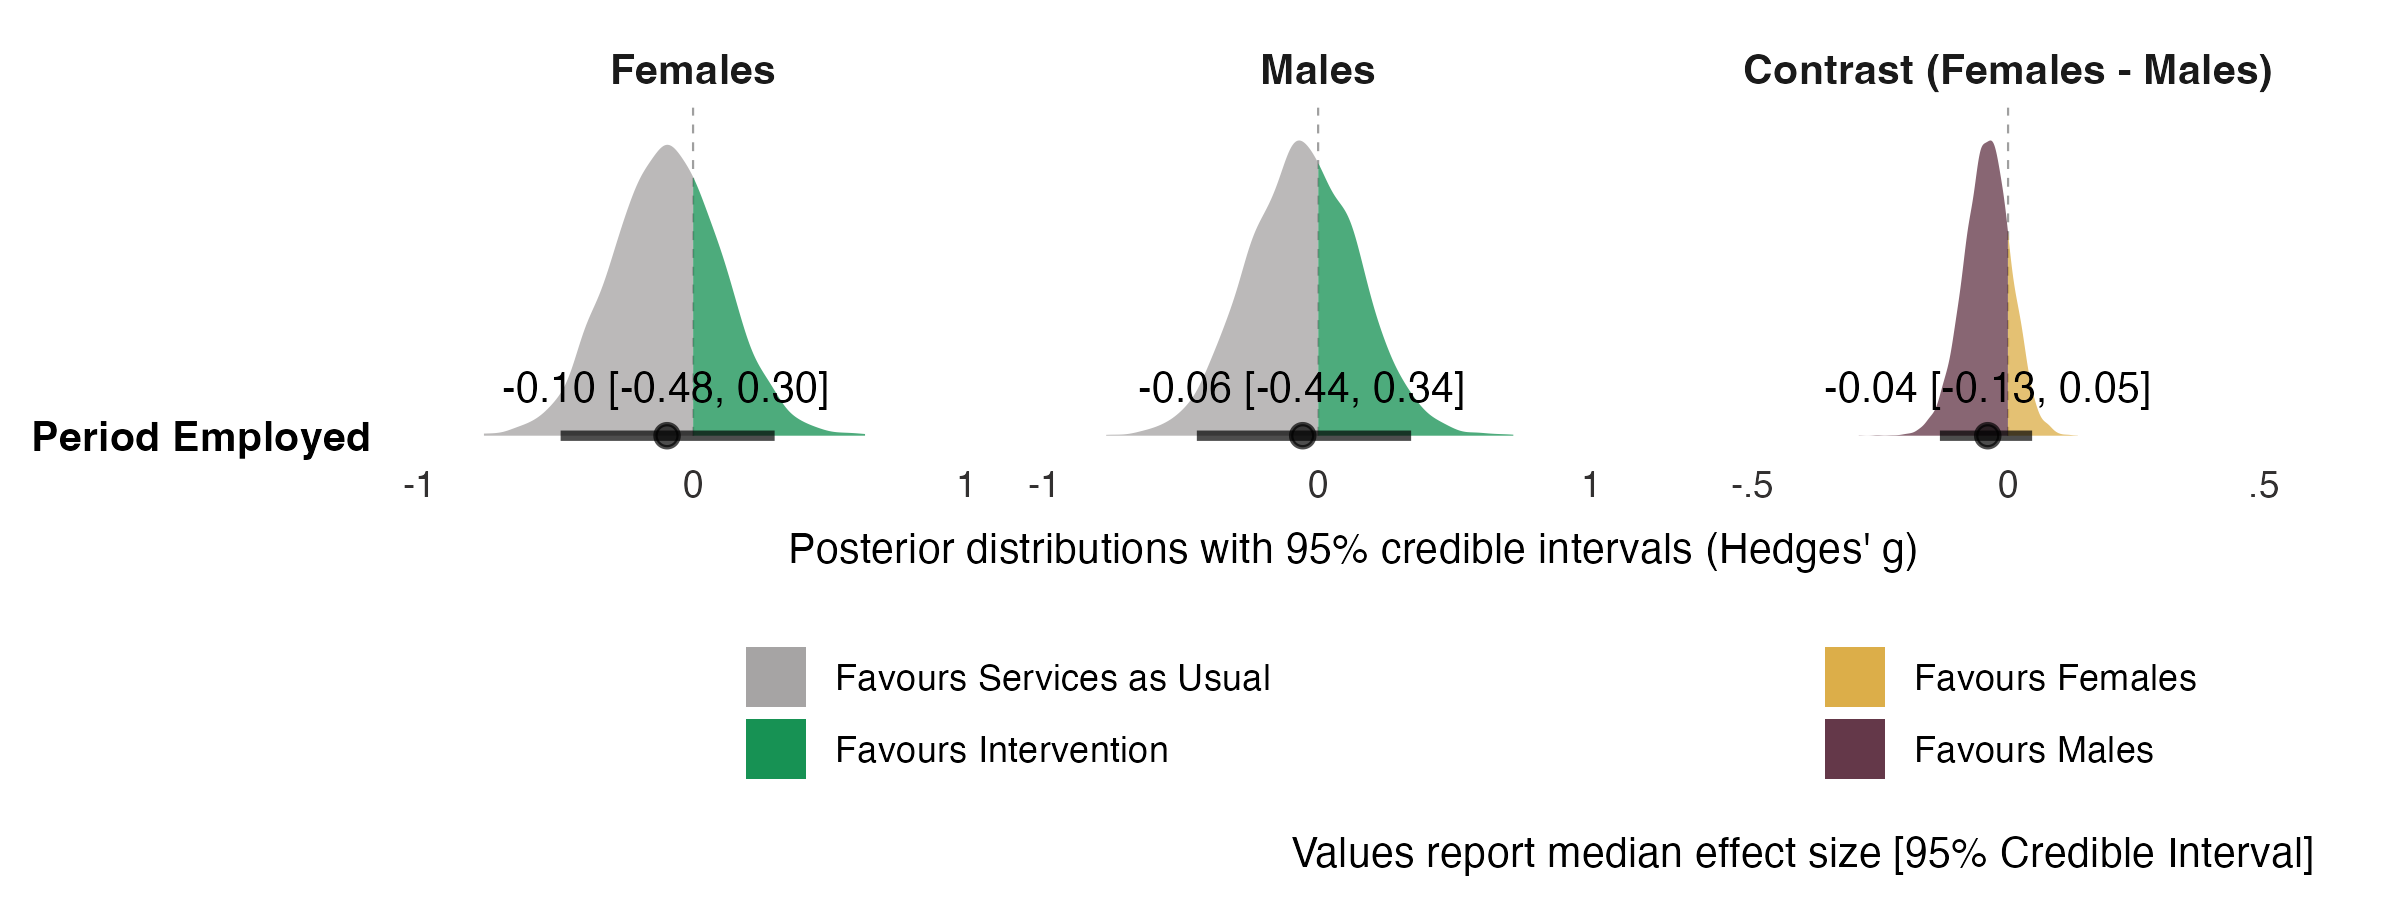 Females Males Contrast (Females - Males)
-0.10 [-0.48, 0.30] -0.06 [-0.44, 0.34] -0.04 [-0.13, 0.05]
Period Employed
-1 0 1 -1 0 1 -.5 0 .5
Posterior distributions with 95% credible intervals (Hedges' g)
Favours Services as Usual
Favours Intervention
Favours Females
Favours Males
Values report median effect size [95% Credible Interval]